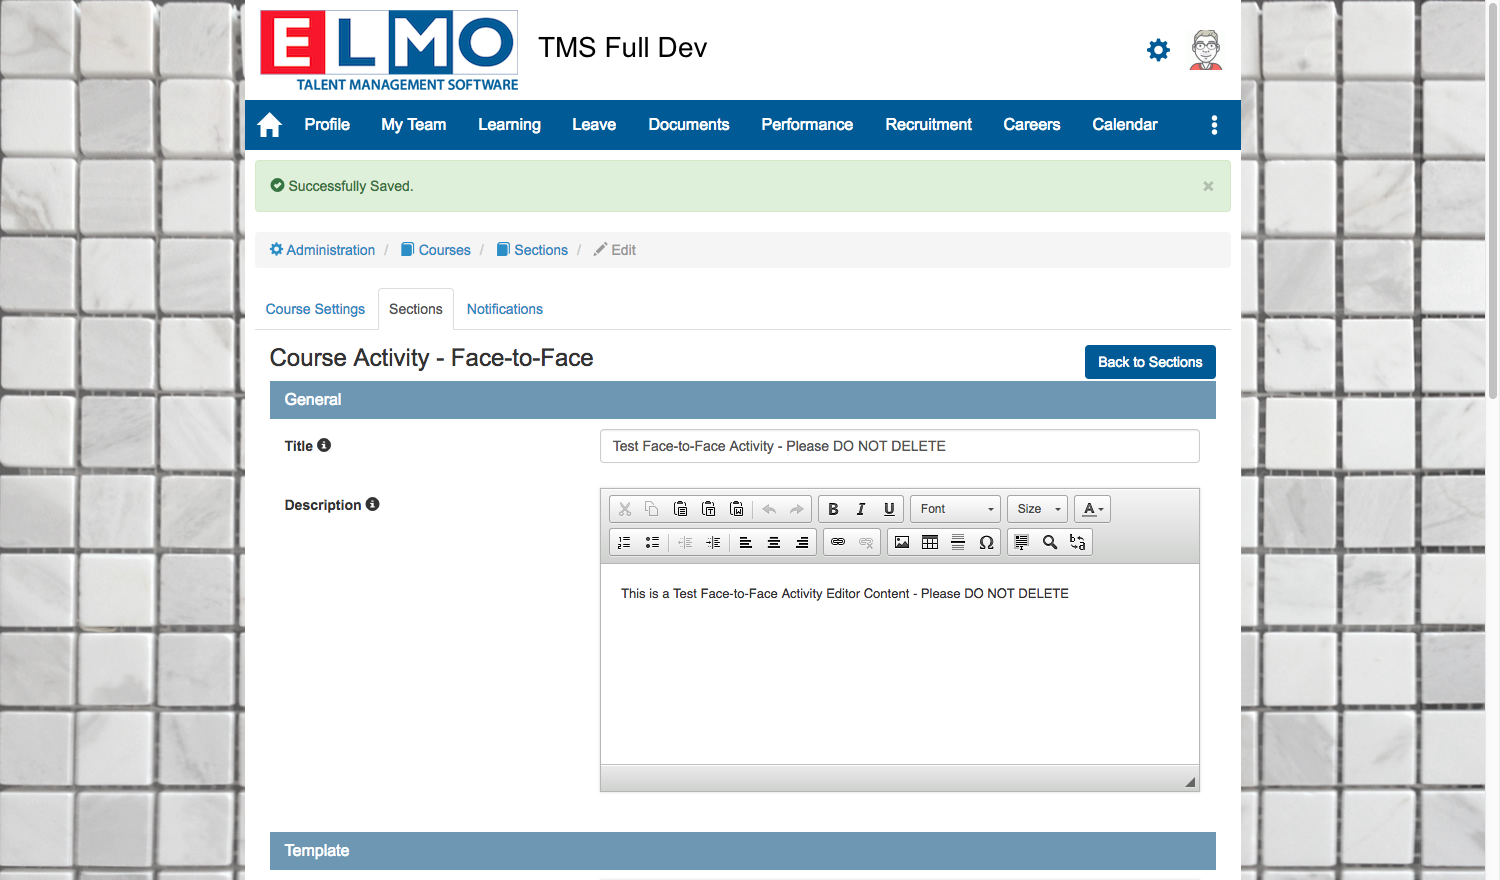 ELMO
TALENT MANAGEMENT SOFTWARE
TMS Full Dev
Profile My Team Learning Leave Documents Performance Recruitment Careers Calendar
Successfully Saved. ×
Administration / Courses / Sections / Edit
Course Settings Sections Notifications
Course Activity - Face-to-Face
Back to Sections
General
Title
Test Face-to-Face Activity - Please DO NOT DELETE
Description
B I U Font Size A
Ω
This is a Test Face-to-Face Activity Editor Content - Please DO NOT DELETE
Template